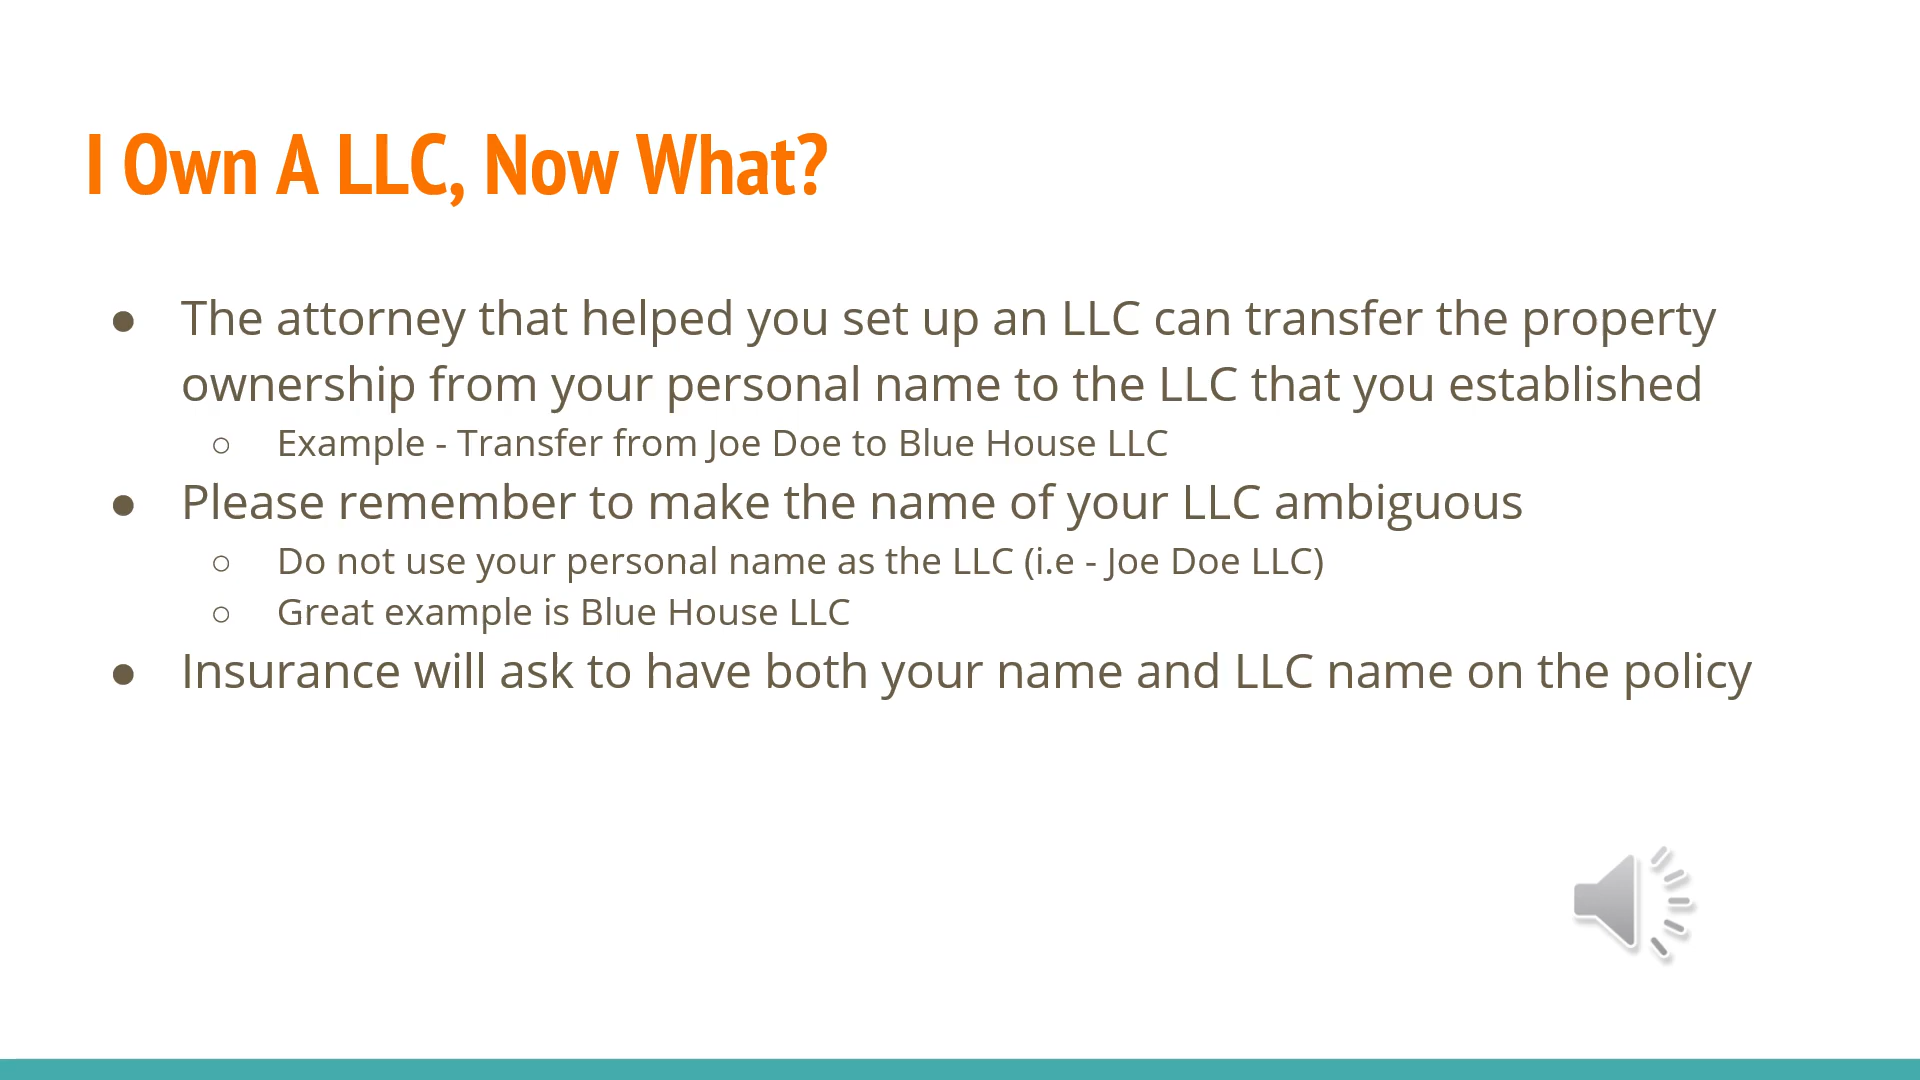 I Own A LLC, Now What?
● The attorney that helped you set up an LLC can transfer the property
ownership from your personal name to the LLC that you established
○ Example - Transfer from Joe Doe to Blue House LLC
● Please remember to make the name of your LLC ambiguous
○ Do not use your personal name as the LLC (i.e - Joe Doe LLC)
○ Great example is Blue House LLC
● Insurance will ask to have both your name and LLC name on the policy